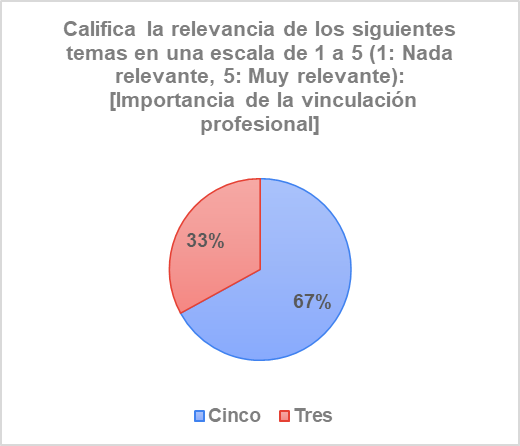 Califica la relevancia de los siguientes
temas en una escala de 1 a 5 (1: Nada
relevante, 5: Muy relevante):
[Importancia de la vinculación
profesional]
33%
67%
Cinco Tres